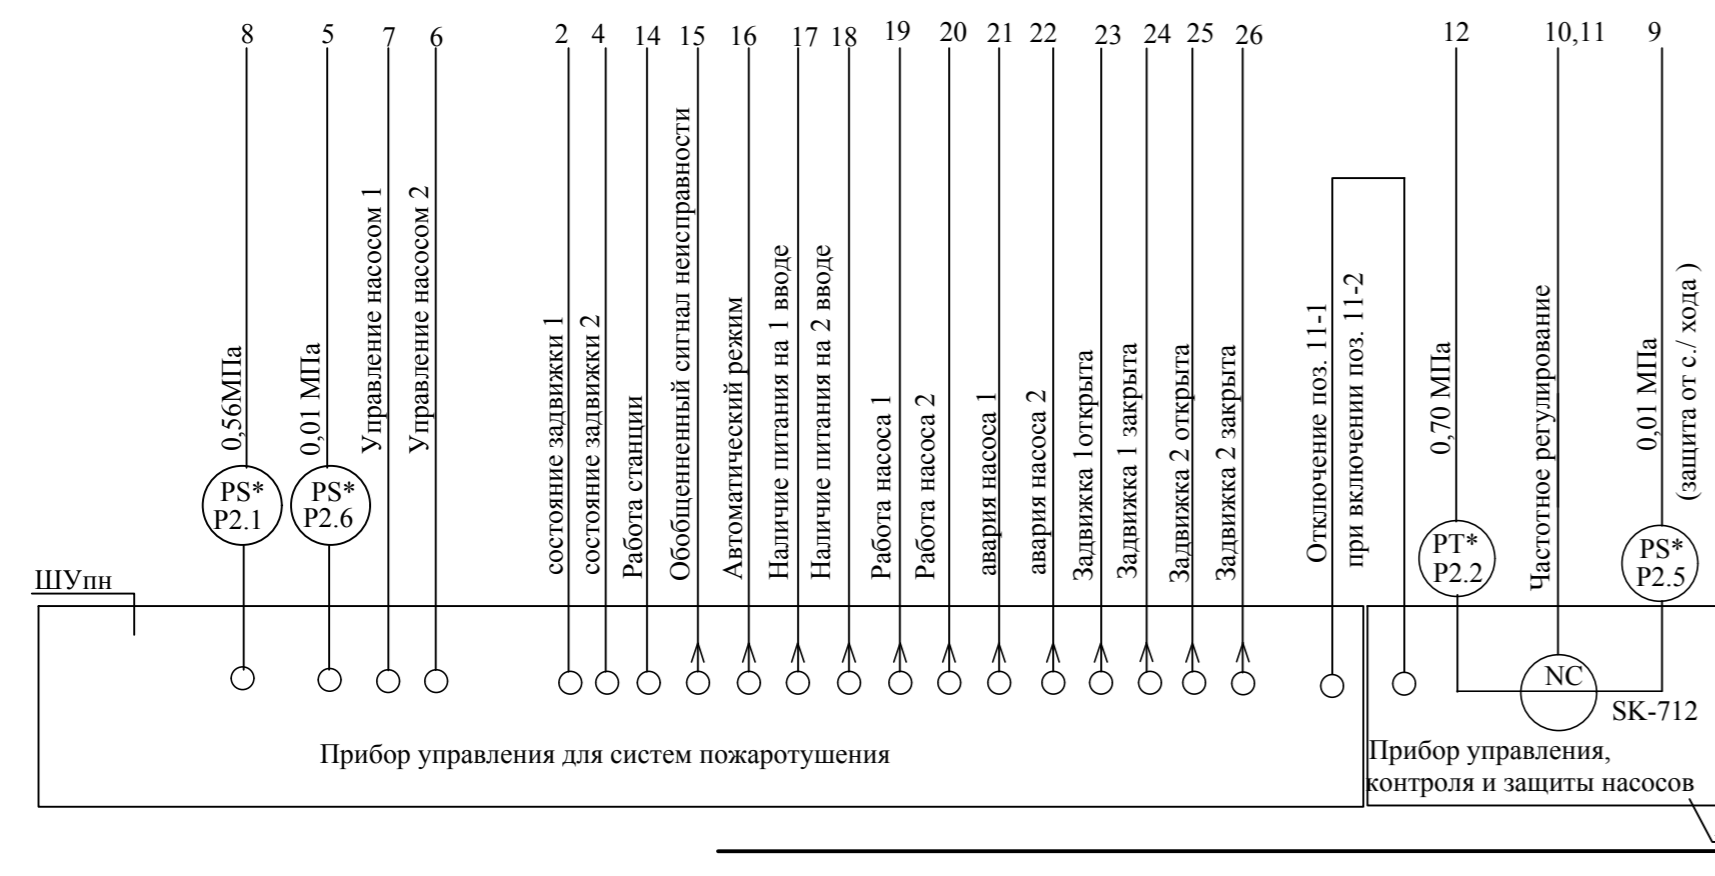 8
5
7
6
2
4
14
15
16
17
18
19
20
21
22
23
24
25
26
12
10,11
9
0,56МПа
0,01 МПа
Управление насосом 1
Управление насосом 2
состояние задвижки 1
состояние задвижки 2
Работа станции
Обобщенный сигнал неисправности
Автоматический режим
Наличие питания на 1 вводе
Наличие питания на 2 вводе
Работа насоса 1
Работа насоса 2
авария насоса 1
авария насоса 2
Задвижка 1открыта
Задвижка 1 закрыта
Задвижка 2 открыта
Задвижка 2 закрыта
Отключение поз. 11-1
при включении поз. 11-2
0,70 МПа
Частотное регулирование
0,01 МПа
(защита от с./ хода )
PS*
P2.1
PS*
P2.6
PT*
P2.2
PS*
P2.5
ШУпн
NC
SK-712
Прибор управления для систем пожаротушения
Прибор управления,
контроля и защиты насосов